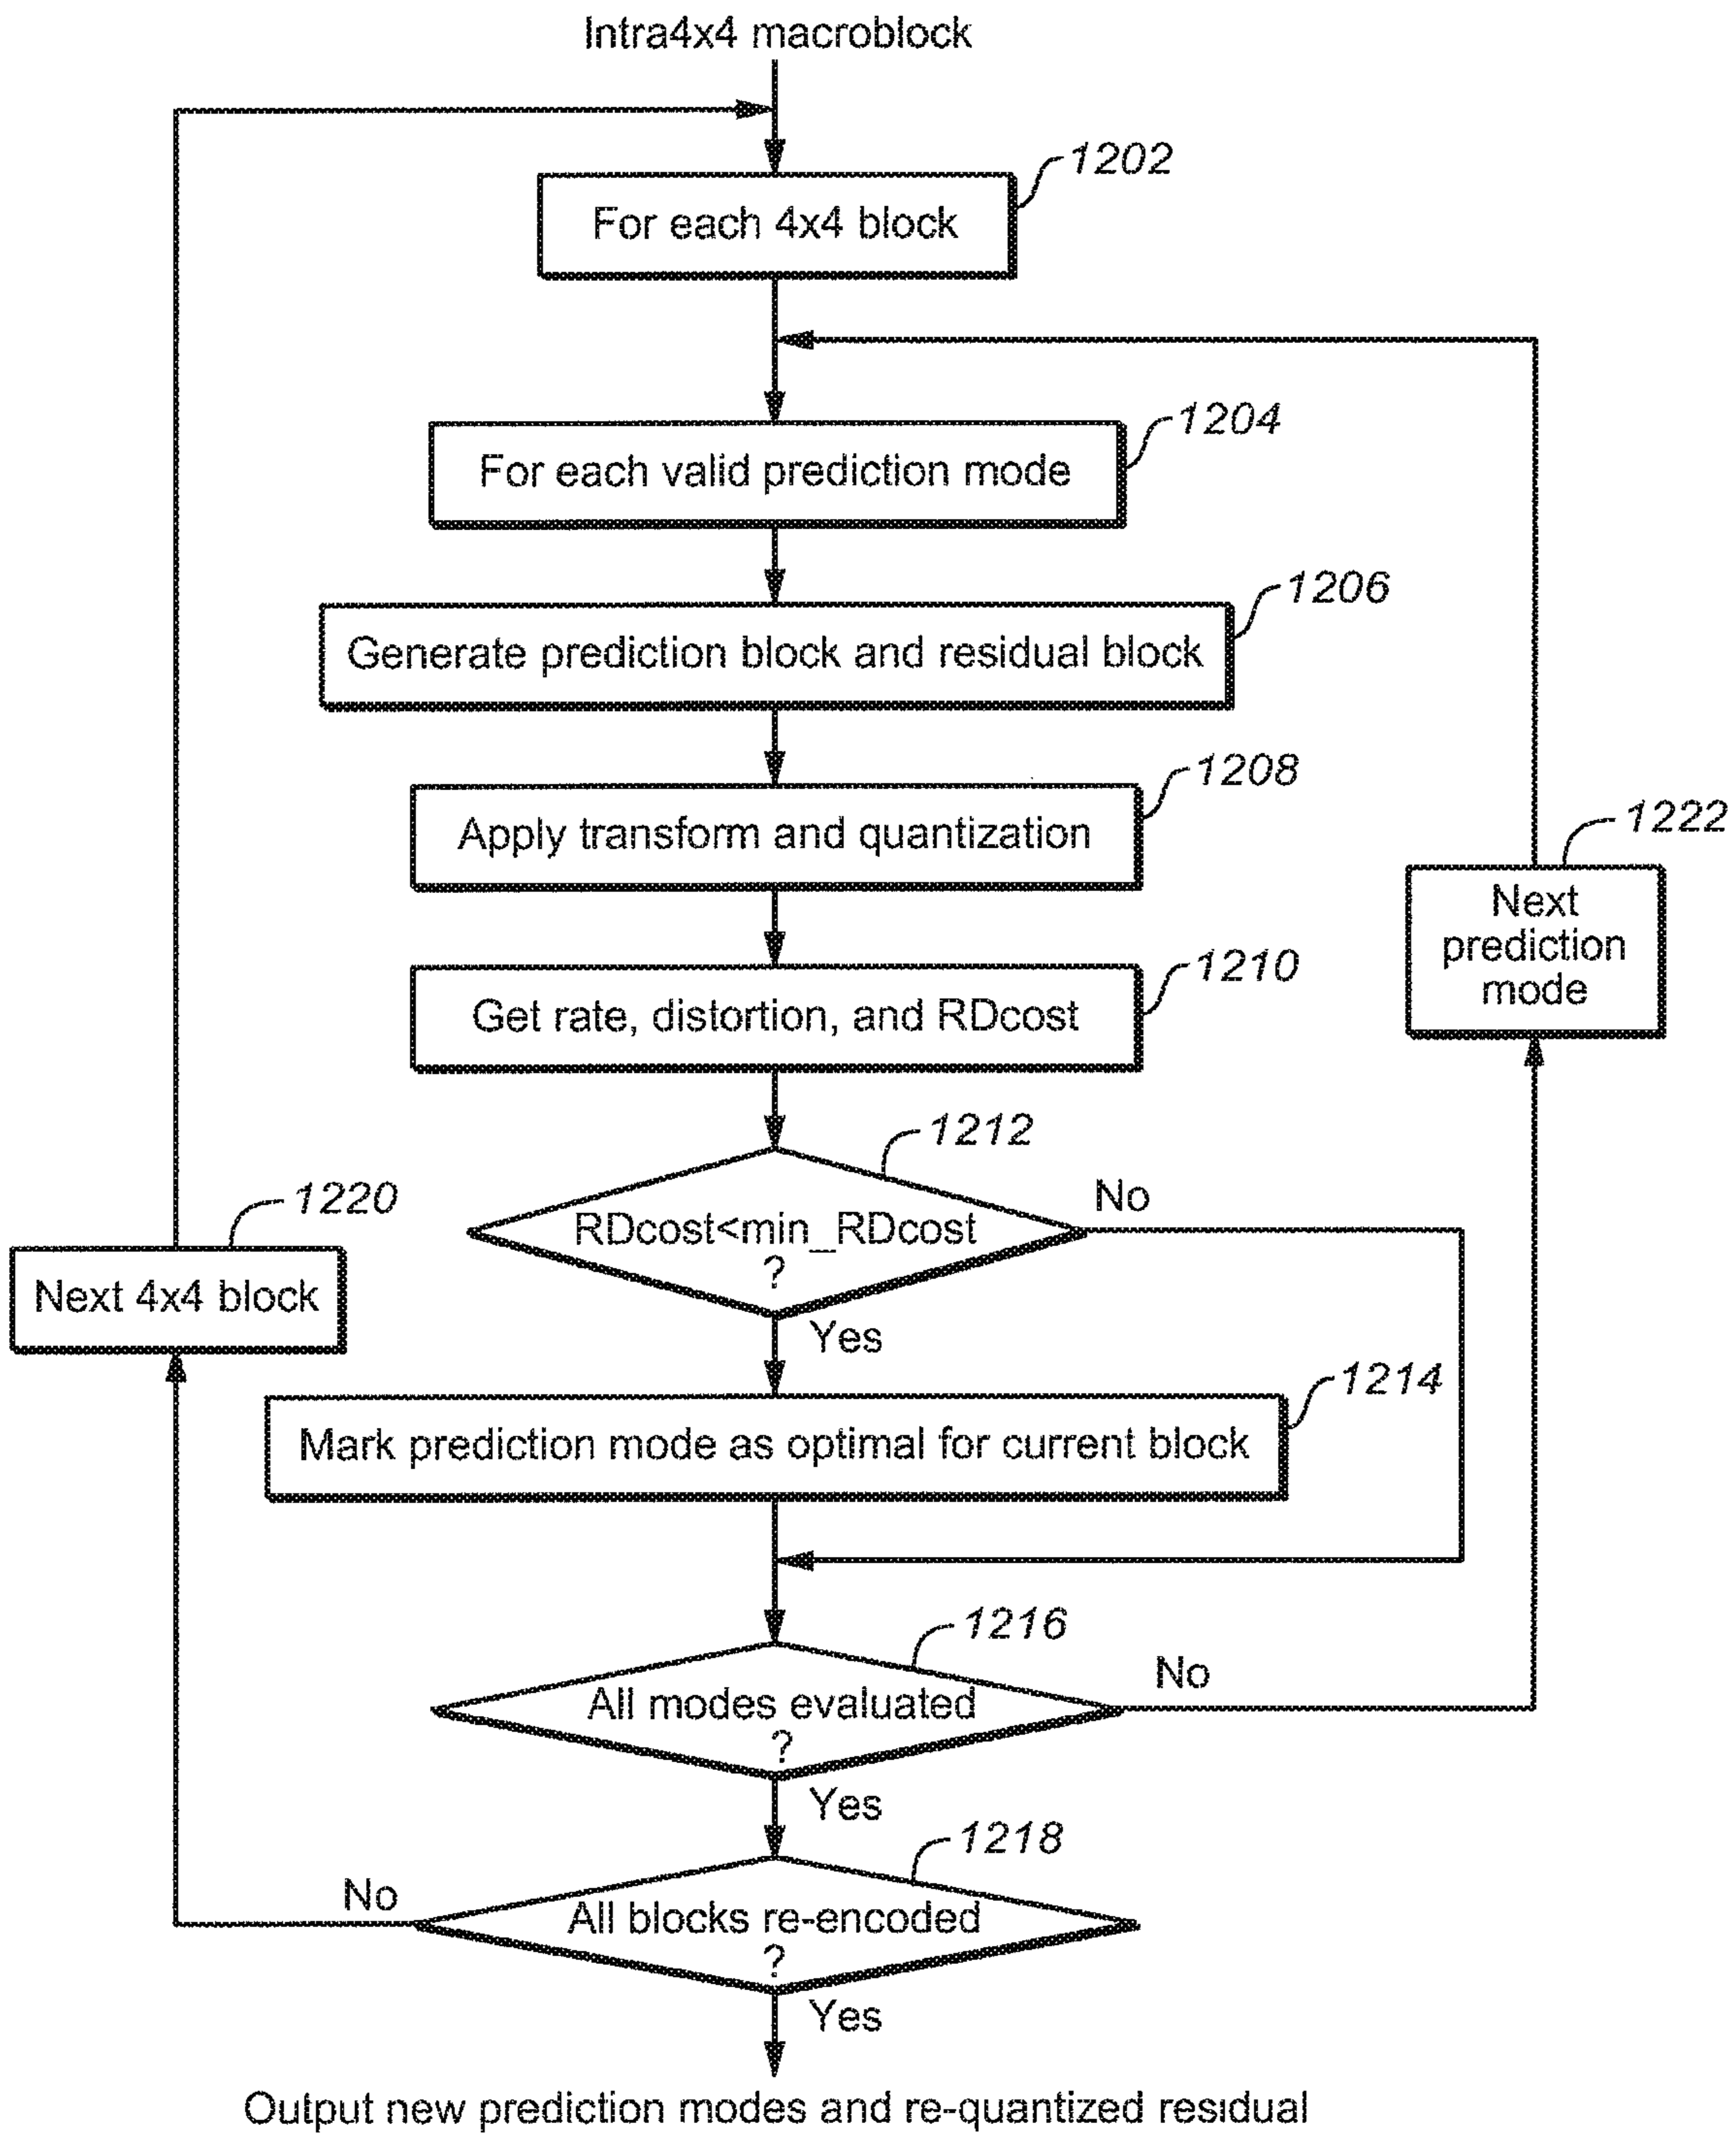 Intra4x4 macroblock
1202
For each 4x4 block
1204
For each valid prediction mode
1206
Generate prediction block and residual block
1208
Apply transform and quantization
1222
Next
prediction
mode
1210
Get rate, distortion, and RDcost
1212
RDcost<min_RDcost
?
No
Yes
1220
Next 4x4 block
1214
Mark prediction mode as optimal for current block
1216
All modes evaluated
?
No
Yes
1218
All blocks re-encoded
?
No
Yes
Output new prediction modes and re-quantized residual